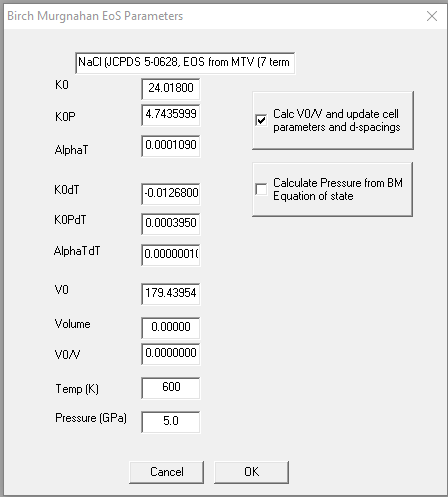 Birch Murgnahan EoS Parameters
NaCl (JCPDS 5-0628, EOS from MTV (7 term
K0 24.01800
K0P 4.7435999
AlphaT 0.0001090
Calc V0/V and update cell
parameters and d-spacings
K0dT -0.0126800
Calculate Pressure from BM
Equation of state
K0PdT 0.0003950
AlphaTdT 0.0000001(
V0 179.43954
Volume 0.00000
V0/V 0.0000000
Temp (K) 600
Pressure (GPa) 5.0
Cancel OK